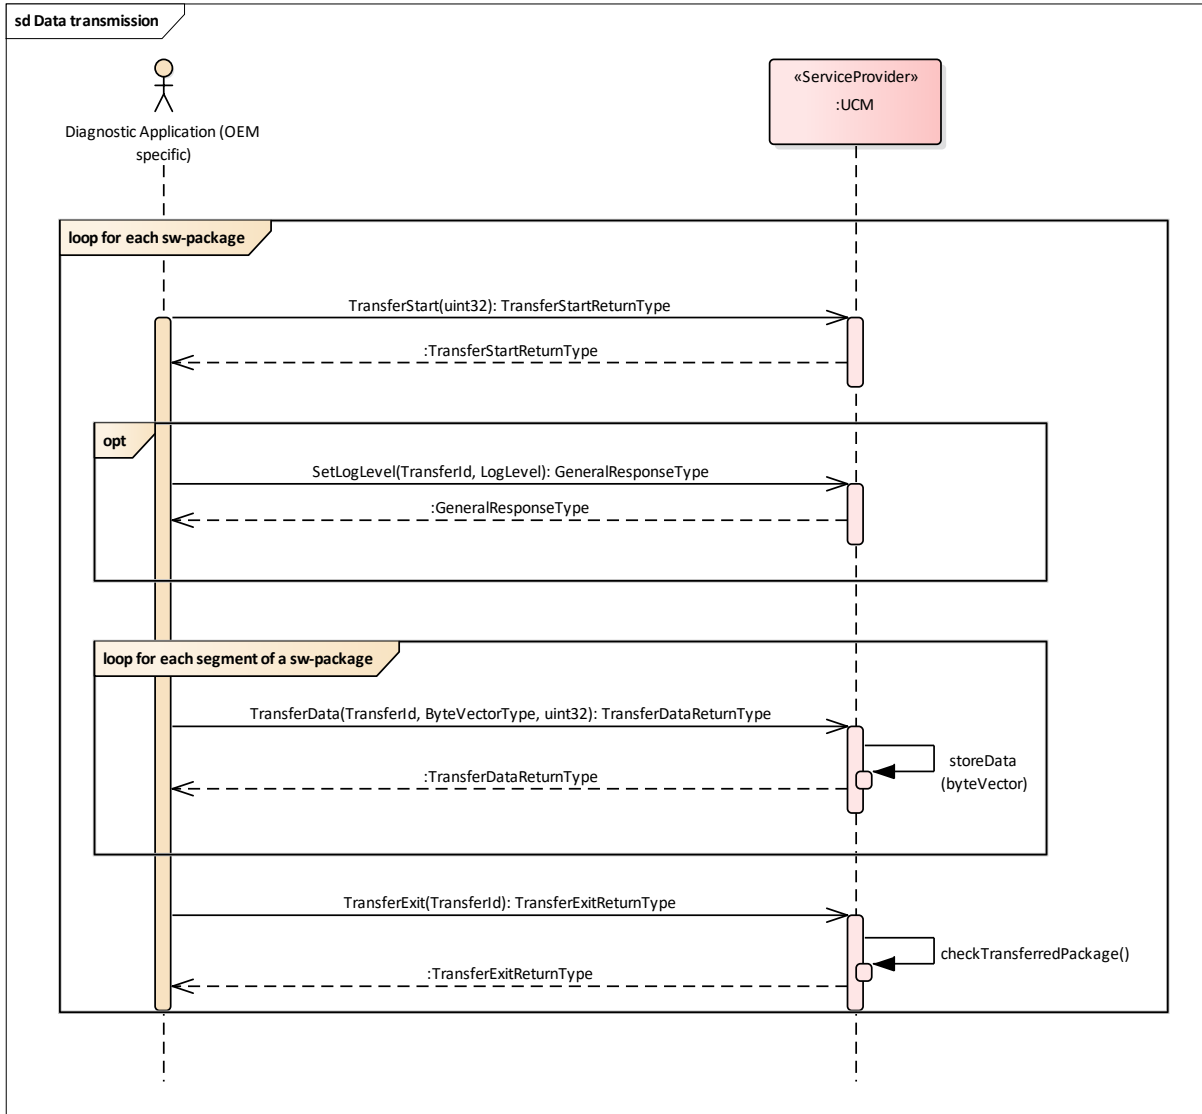 sd Data transmission
«ServiceProvider»
:UCM
Diagnostic Application (OEM
specific)
loop for each sw-package
TransferStart(uint32): TransferStartReturnType
:TransferStartReturnType
opt
SetLogLevel(TransferId, LogLevel): GeneralResponseType
:GeneralResponseType
loop for each segment of a sw-package
TransferData(TransferId, ByteVectorType, uint32): TransferDataReturnType
storeData
(byteVector)
:TransferDataReturnType
TransferExit(TransferId): TransferExitReturnType
checkTransferredPackage()
:TransferExitReturnType